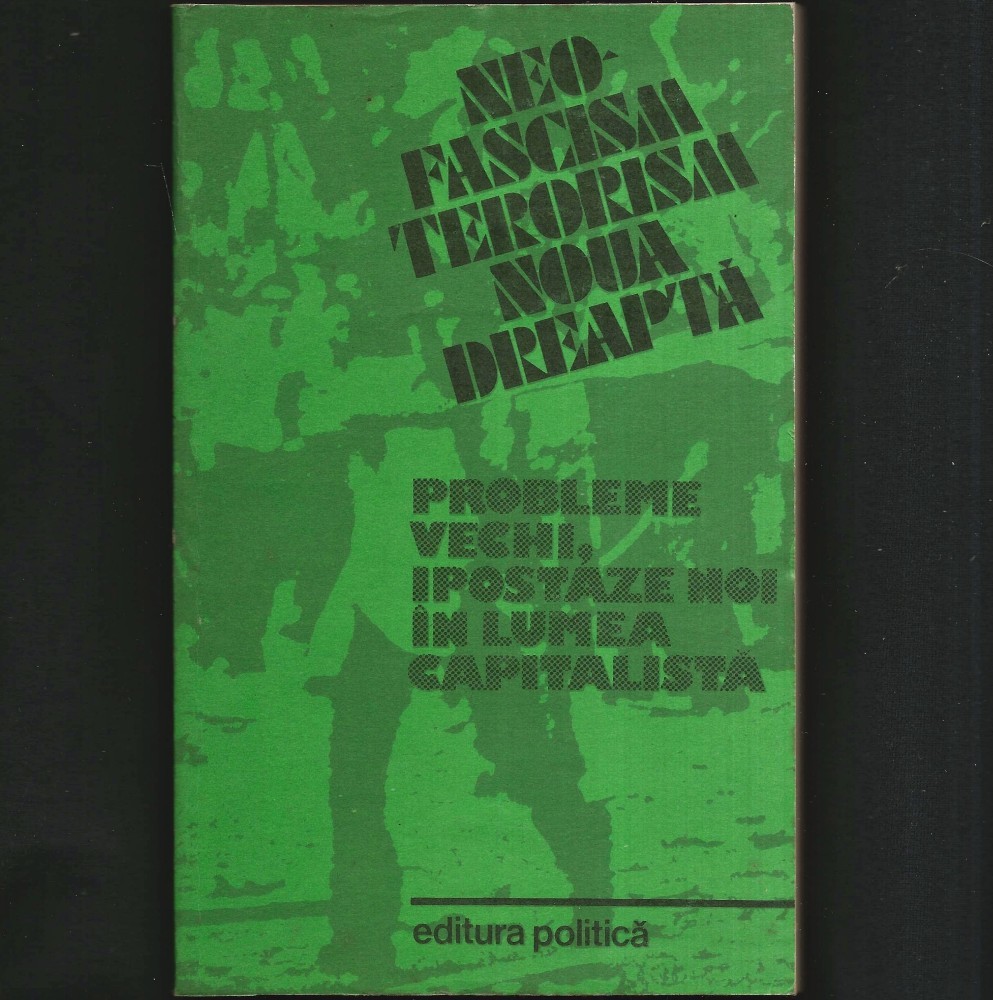 NEO-
FASCISM
TERORISM
NOUA
DREAPTĂ
PROBLEME
VECHI,
IPOSTAZE NOI
ÎN LUMEA
CAPITALISTĂ
editura politică